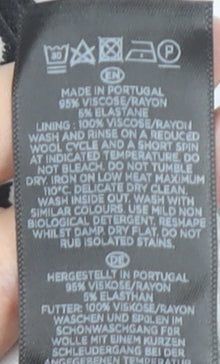 30
P
EN
MADE IN PORTUGAL
95% VISCOSE/RAYON
5% ELASTANE
LINING : 100% VISCOSE/RAYON
WASH AND RINSE ON A REDUCED
WOOL CYCLE AND A SHORT SPIN
AT INDICATED TEMPERATURE. DO
NOT BLEACH. DO NOT TUMBLE
DRY. IRON ON LOW HEAT MAXIMUM
110°C. DELICATE DRY CLEAN.
WASH INSIDE OUT. WASH WITH
SIMILAR COLOURS. USE MILD NON
BIOLOGICAL DETERGENT. RESHAPE
WHILST DAMP. DRY FLAT. DO NOT
RUB ISOLATED STAINS.
DE
HERGESTELLT IN PORTUGAL
95% VISKOSE/RAYON
5% ELASTHAN
FUTTER: 100% VISKOSE/RAYON
WASCHEN UND SPÜLEN IM
SCHONWASCHGANG FÜR
WOLLE MIT EINEM KURZEN
SCHLEUDERGANG BEI DER
ANGEGEBENEN TEMPERATUR